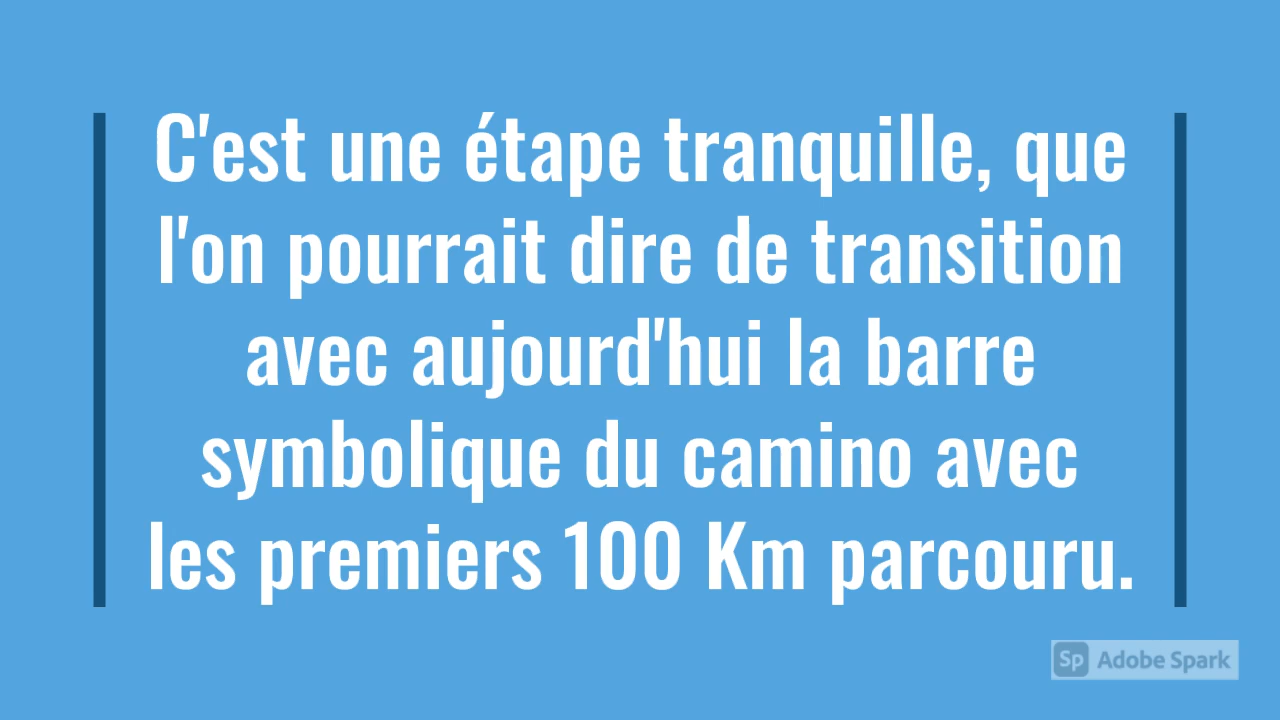 C'est une étape tranquille, que
l'on pourrait dire de transition
avec aujourd'hui la barre
symbolique du camino avec
les premiers 100 Km parcouru.
Sp Adobe Spark